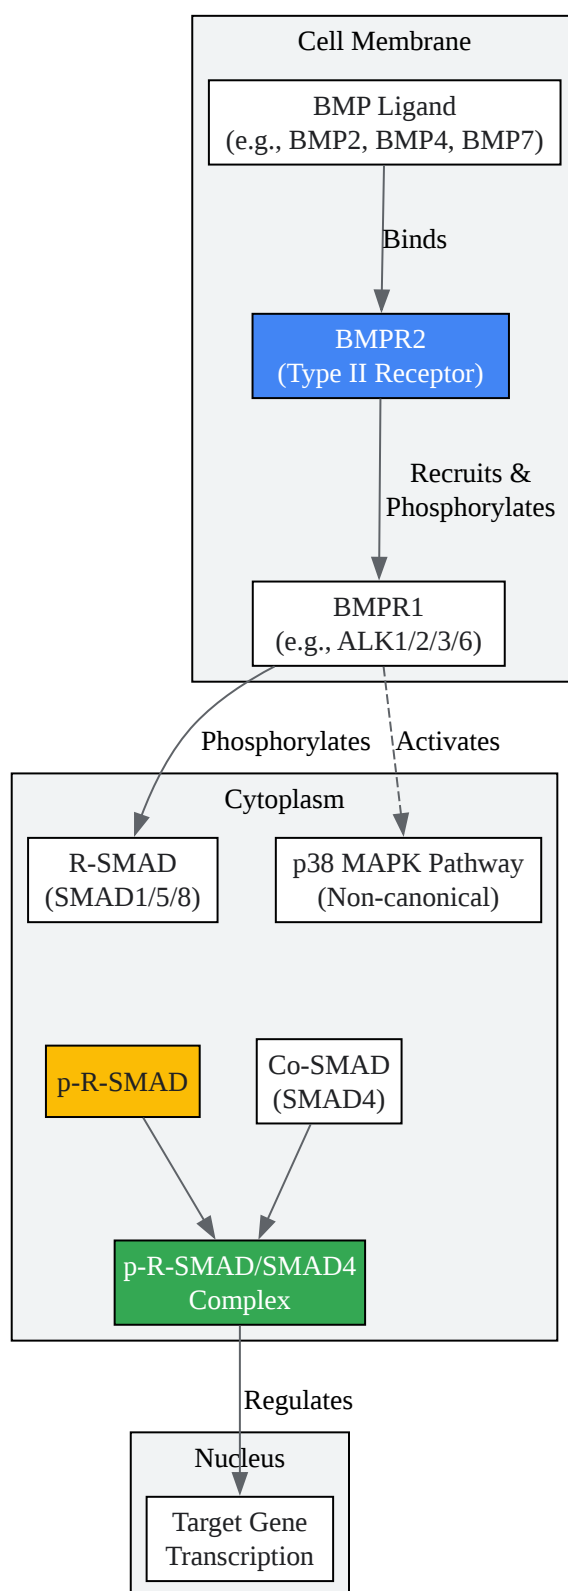 Cell Membrane
BMP Ligand
(e.g., BMP2, BMP4, BMP7)
Binds
BMPR2
(Type II Receptor)
Recruits &
Phosphorylates
BMPR1
(e.g., ALK1/2/3/6)
Phosphorylates
Activates
Cytoplasm
R-SMAD
(SMAD1/5/8)
p38 MAPK Pathway
(Non-canonical)
p-R-SMAD
Co-SMAD
(SMAD4)
p-R-SMAD/SMAD4
Complex
Regulates
Nucleus
Target Gene
Transcription